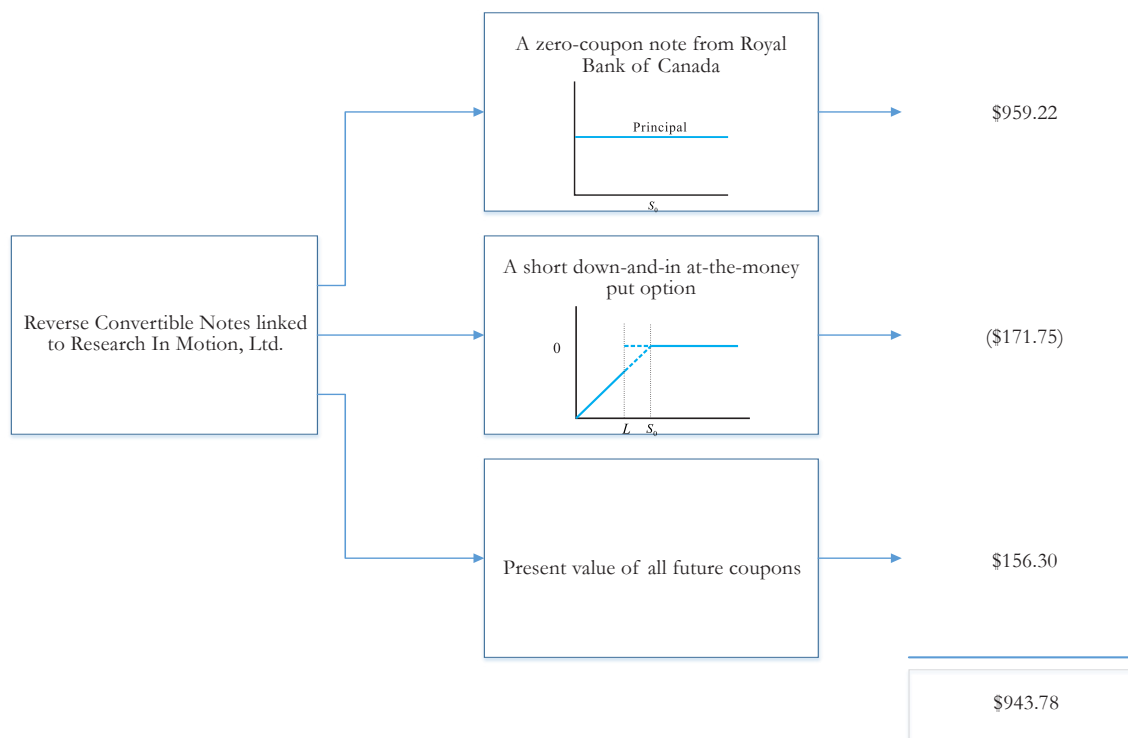 A zero-coupon note from Royal
Bank of Canada
Principal
S₀
$959.22
Reverse Convertible Notes linked
to Research In Motion, Ltd.
A short down-and-in at-the-money
put option
0
L S₀
($171.75)
Present value of all future coupons
$156.30
$943.78